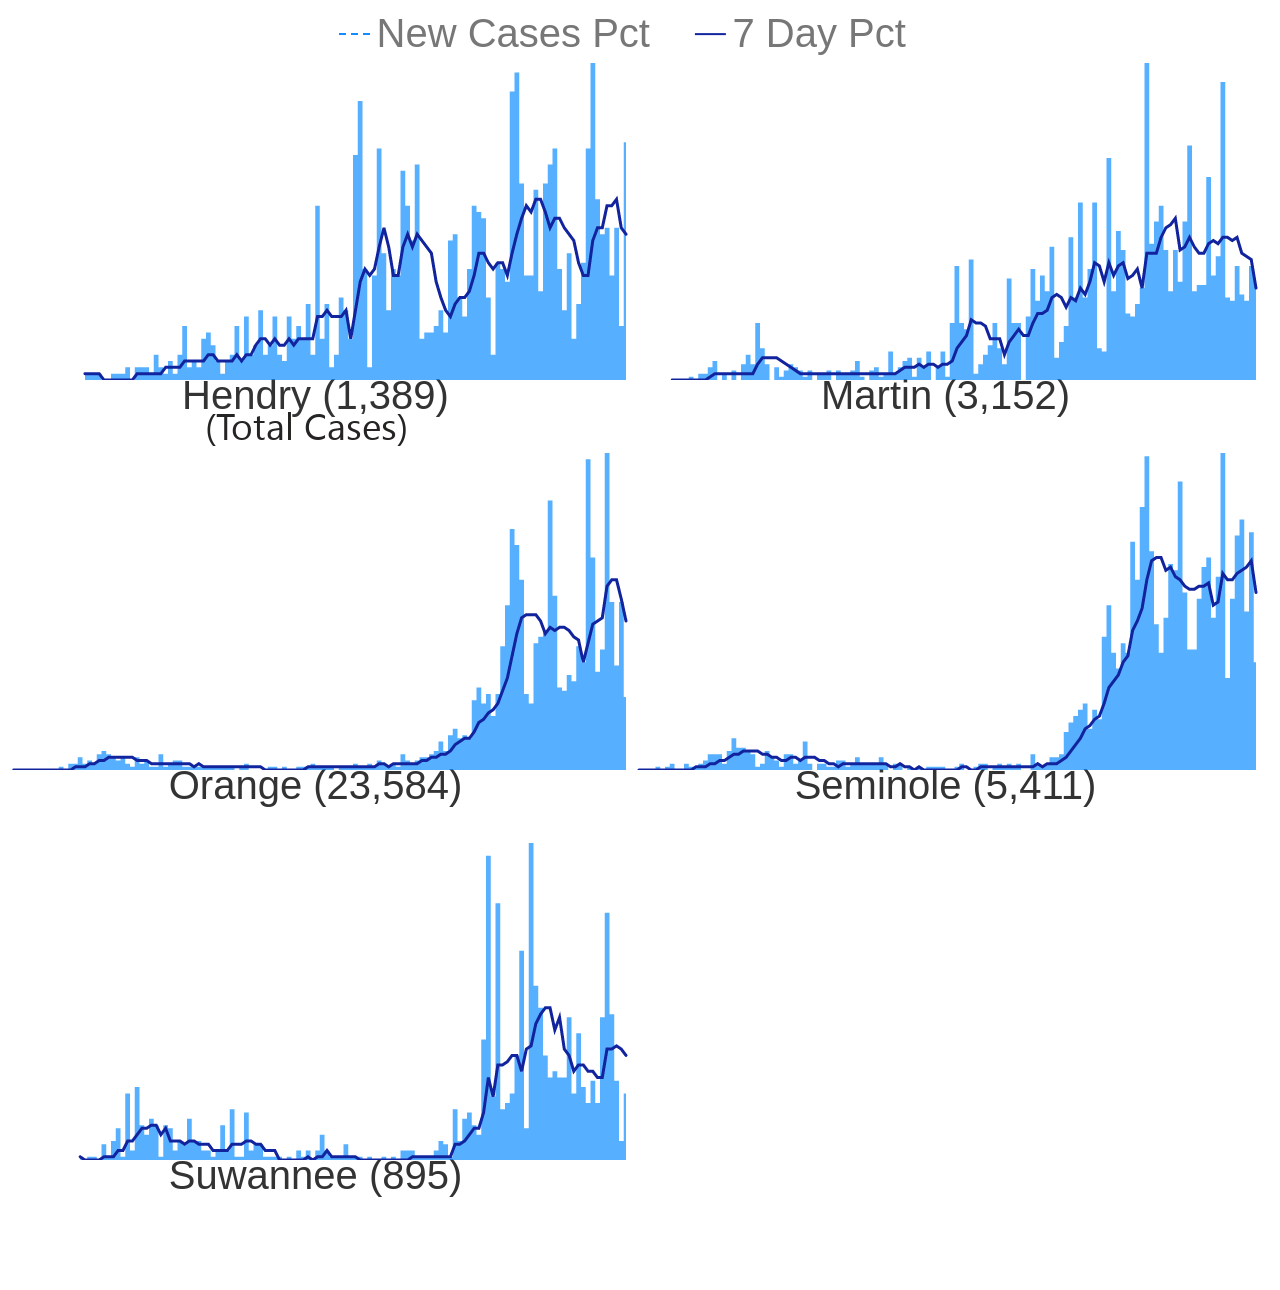 New Cases Pct 7 Day Pct
Hendry (1,389) Martin (3,152)
(Total Cases)
Orange (23,584) Seminole (5,411)
Suwannee (895)